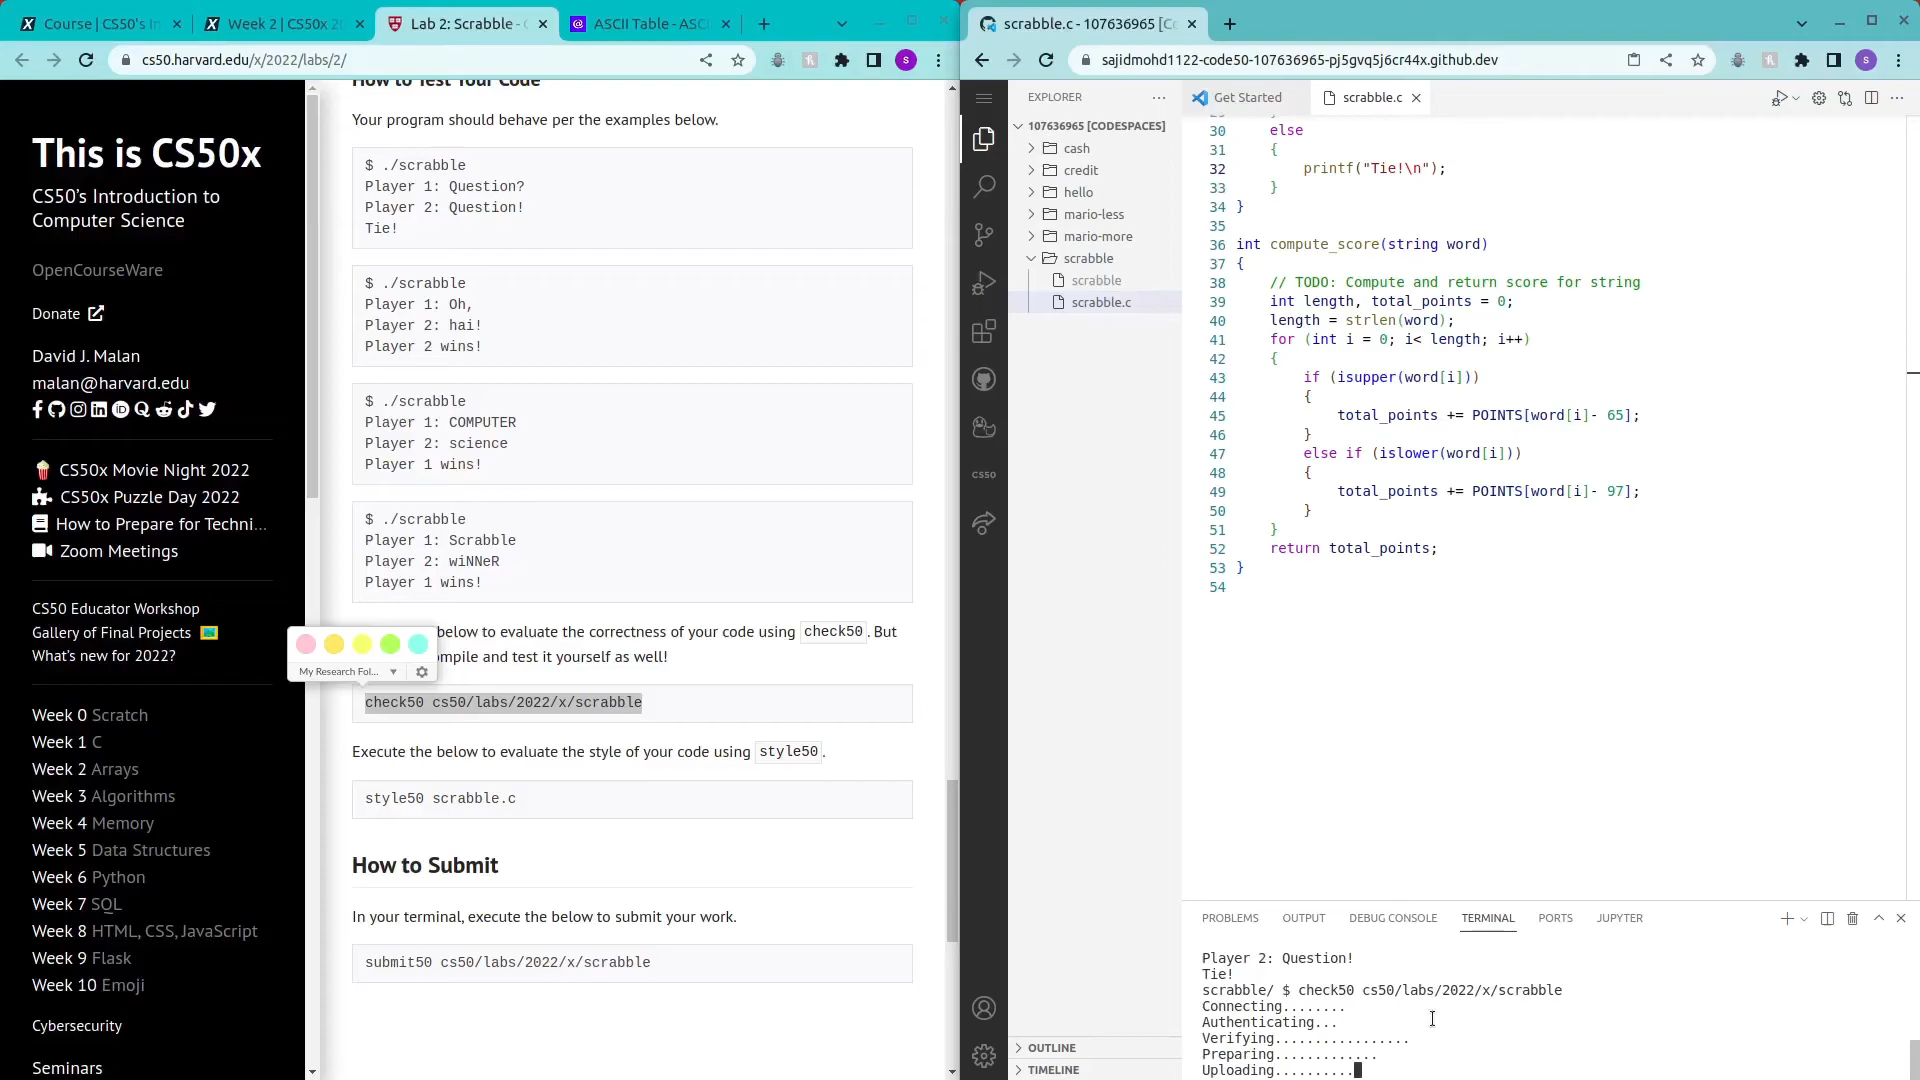 Course | CS50's In
Week 2 | CS50x 20
Lab 2: Scrabble - C
ASCII Table - ASC
cs50.harvard.edu/x/2022/labs/2/
This is CS50x
CS50's Introduction to
Computer Science
OpenCourseWare
Donate
David J. Malan
malan@harvard.edu
CS50x Movie Night 2022
CS50x Puzzle Day 2022
How to Prepare for Techni...
Zoom Meetings
CS50 Educator Workshop
Gallery of Final Projects
What's new for 2022?
Week 0 Scratch
Week 1 C
Week 2 Arrays
Week 3 Algorithms
Week 4 Memory
Week 5 Data Structures
Week 6 Python
Week 7 SQL
Week 8 HTML, CSS, JavaScript
Week 9 Flask
Week 10 Emoji
Cybersecurity
Seminars
How to Test Your Code
Your program should behave per the examples below.
$ ./scrabble
Player 1: Question?
Player 2: Question!
Tie!
$ ./scrabble
Player 1: Oh,
Player 2: hai!
Player 2 wins!
$ ./scrabble
Player 1: COMPUTER
Player 2: science
Player 1 wins!
$ ./scrabble
Player 1: Scrabble
Player 2: wiNNeR
Player 1 wins!
below to evaluate the correctness of your code using check50. But
mpile and test it yourself as well!
My Research Fol...
check50 cs50/labs/2022/x/scrabble
Execute the below to evaluate the style of your code using style50.
style50 scrabble.c
How to Submit
In your terminal, execute the below to submit your work.
submit50 cs50/labs/2022/x/scrabble
scrabble.c - 107636965 [Co
sajidmohd1122-code50-107636965-pj5gvq5j6cr44x.github.dev
S
S
EXPLORER
107636965 [CODESPACES]
cash
credit
hello
mario-less
mario-more
scrabble
scrabble
scrabble.c
CS50
OUTLINE
TIMELINE
Get Started
scrabble.c
29 }
30 else
31 {
32 printf("Tie!\n");
33 }
34 }
35
36 int compute_score(string word)
37 {
38 // TODO: Compute and return score for string
39 int length, total_points = 0;
40 length = strlen(word);
41 for (int i = 0; i< length; i++)
42 {
43 if (isupper(word[i]))
44 {
45 total_points += POINTS[word[i]- 65];
46 }
47 else if (islower(word[i]))
48 {
49 total_points += POINTS[word[i]- 97];
50 }
51 }
52 return total_points;
53 }
54
PROBLEMS OUTPUT DEBUG CONSOLE TERMINAL PORTS JUPYTER
Player 2: Question!
Tie!
scrabble/ $ check50 cs50/labs/2022/x/scrabble
Connecting........
Authenticating...
Verifying.................
Preparing.............
Uploading..........